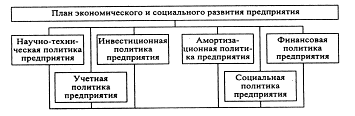 План экономического и социального развития предприятия
Научно-техни-
ческая политика
предприятия
Инвестиционная
политика
предприятия
Амортиза-
ционная полити-
ка предприятия
Финансовая
политика
предприятия
Учетная
политика
предприятия
Социальная
политика
предприятия